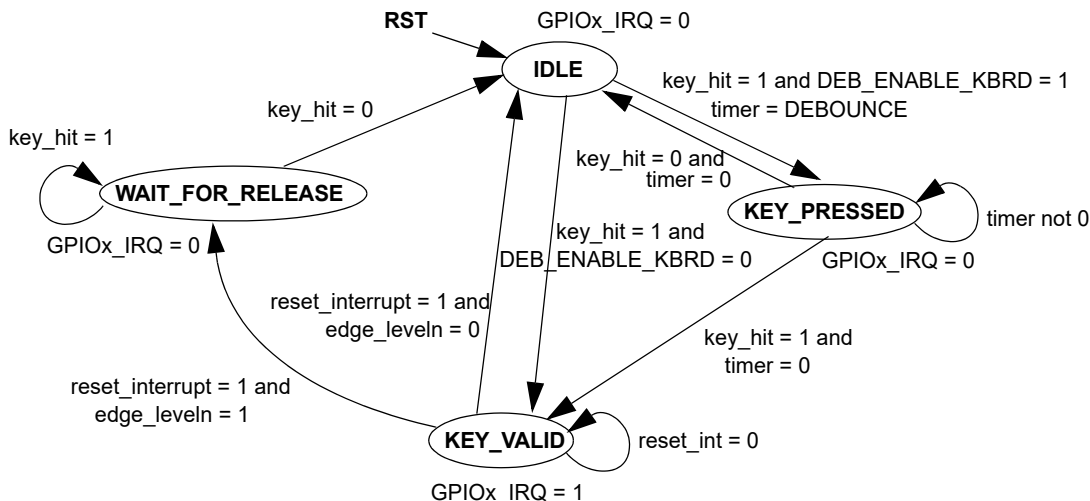 RST
GPIOx_IRQ = 0
IDLE
key_hit = 1 and DEB_ENABLE_KBRD = 1
timer = DEBOUNCE
key_hit = 0
key_hit = 1
key_hit = 0 and
timer = 0
WAIT_FOR_RELEASE
KEY_PRESSED
timer not 0
GPIOx_IRQ = 0
key_hit = 1 and
DEB_ENABLE_KBRD = 0
GPIOx_IRQ = 0
reset_interrupt = 1 and
edge_leveln = 0
key_hit = 1 and
timer = 0
reset_interrupt = 1 and
edge_leveln = 1
KEY_VALID
reset_int = 0
GPIOx_IRQ = 1